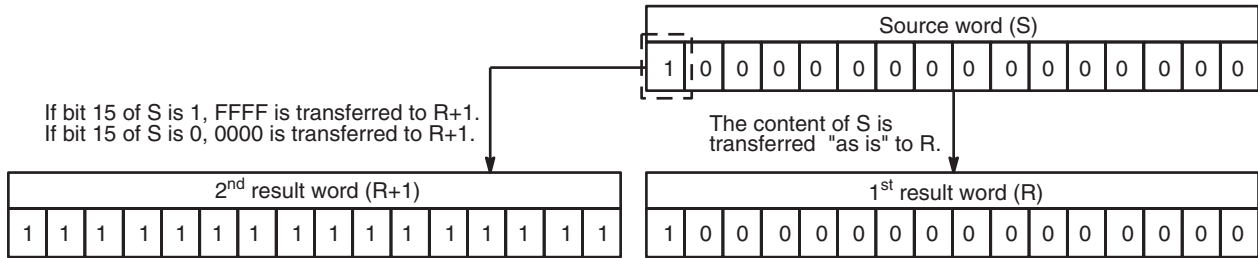 Source word (S)
1 0 0 0 0 0 0 0 0 0 0 0 0 0 0 0
If bit 15 of S is 1, FFFF is transferred to R+1.
If bit 15 of S is 0, 0000 is transferred to R+1.
The content of S is
transferred "as is" to R.
2nd result word (R+1)
1 1 1 1 1 1 1 1 1 1 1 1 1 1 1 1
1st result word (R)
1 0 0 0 0 0 0 0 0 0 0 0 0 0 0 0